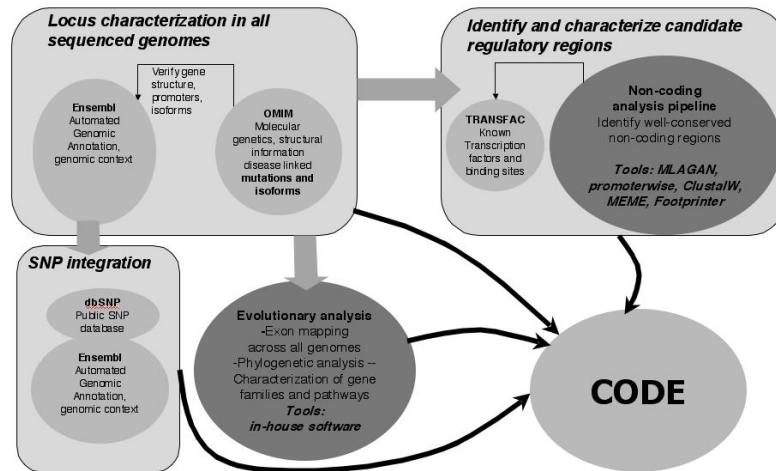 Locus characterization in all
sequenced genomes
Verify gene
structure,
promoters,
isoforms
Ensembl
Automated
Genomic
Annotation,
genomic context
OMIM
Molecular
genetics, structural
information
disease linked
mutations and
isoforms
Identify and characterize candidate
regulatory regions
TRANSFAC
Known
Transcription
factors and
binding sites
Non-coding
analysis pipeline
Identify well-conserved
non-coding regions.
Tools: MLAGAN,
promoterwise, ClustalW,
MEME, Footprinter
SNP integration
dbSNP
Public SNP
database
Ensembl
Automated
Genomic
Annotation,
genomic context
Evolutionary analysis
-Exon mapping
across all genomes
-Phylogenetic analysis --
Characterization of gene
families and pathways
Tools:
in-house software
CODE